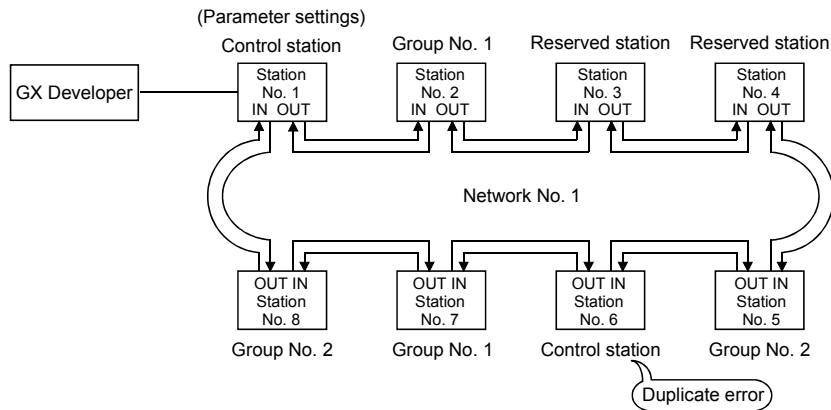 (Parameter settings)
Control station
Group No. 1
Reserved station
Reserved station
GX Developer
Station
No. 1
IN OUT
Station
No. 2
IN OUT
Station
No. 3
IN OUT
Station
No. 4
IN OUT
Network No. 1
OUT IN
Station
No. 8
OUT IN
Station
No. 7
OUT IN
Station
No. 6
OUT IN
Station
No. 5
Group No. 2
Group No. 1
Control station
Group No. 2
Duplicate error